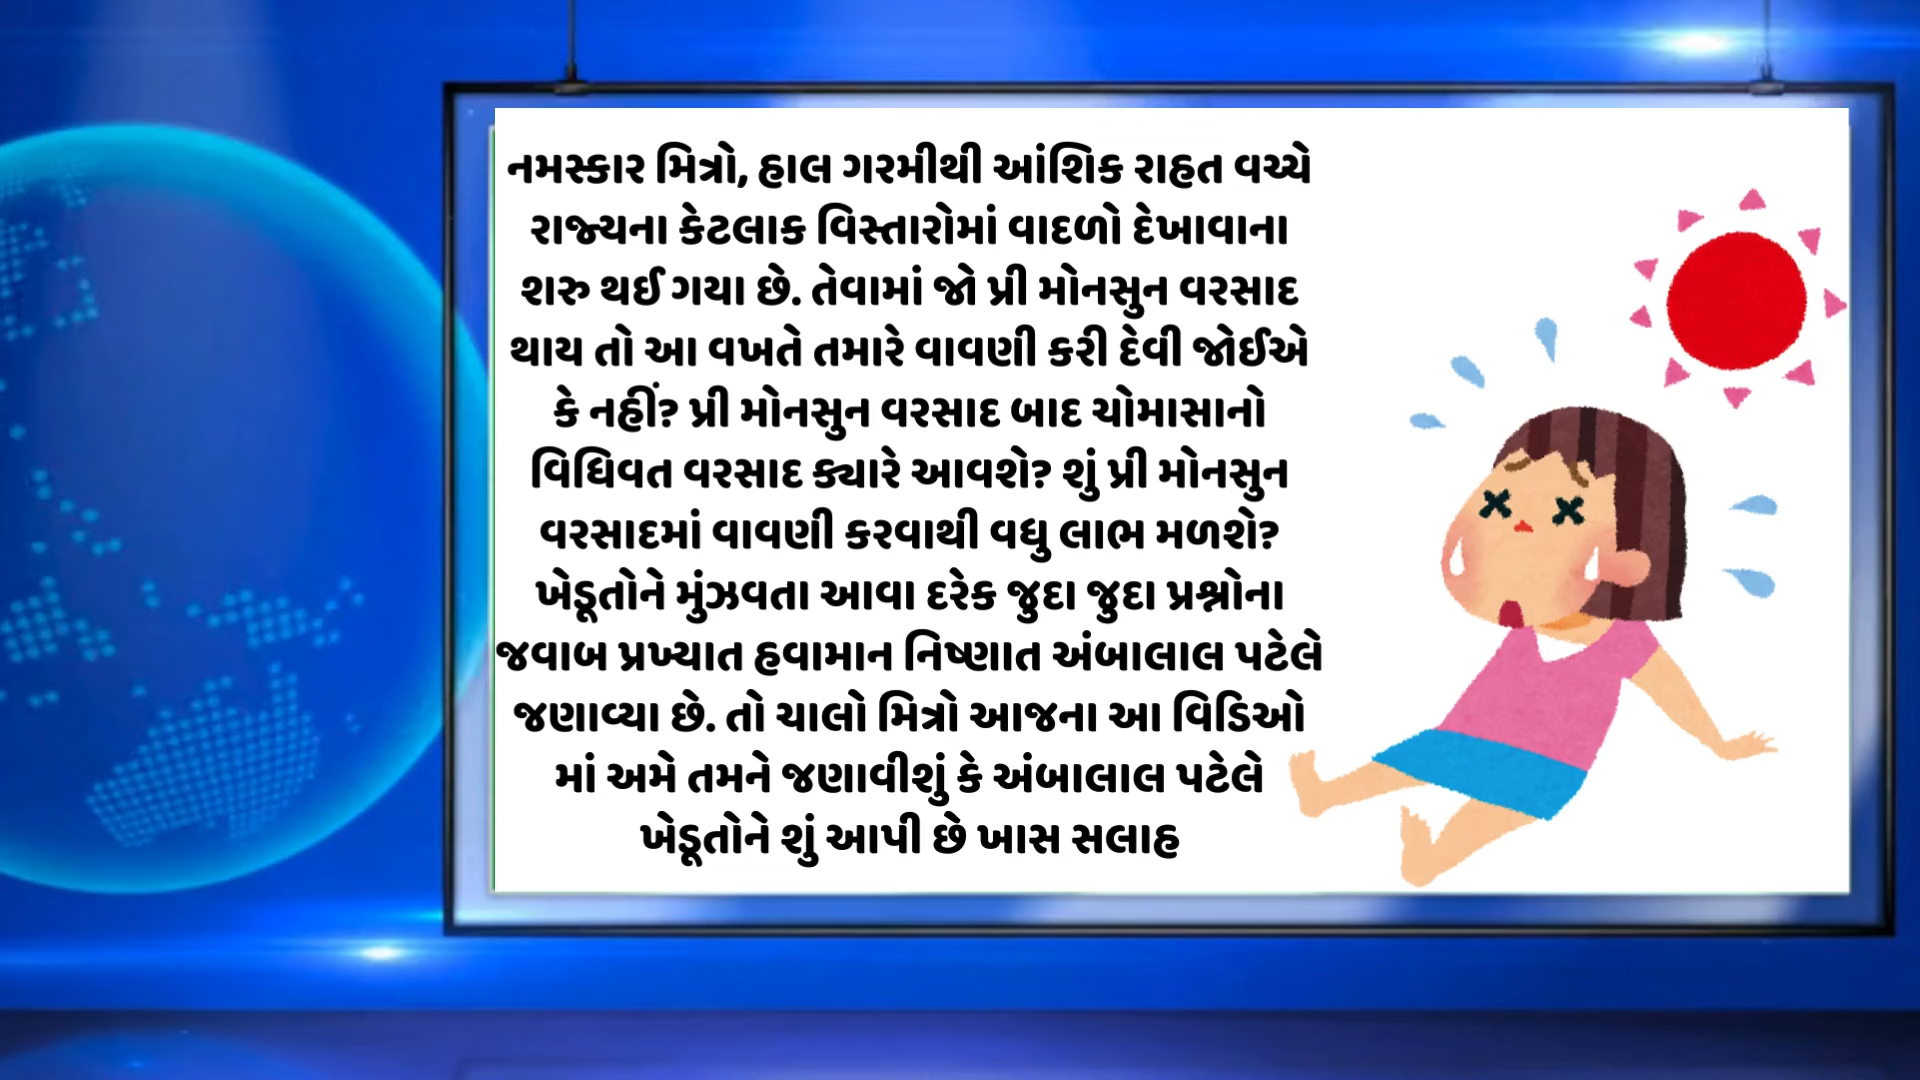 નમસ્કાર મિત્રો, હાલ ગરમીથી આંશિક રાહત વચ્ચે
રાજ્યના કેટલાક વિસ્તારોમાં વાદળો દેખાવાના
શરુ થઈ ગયા છે. તેવામાં જો પ્રી મોનસુન વરસાદ
થાય તો આ વખતે તમારે વાવણી કરી દેવી જોઈએ
કે નહીં? પ્રી મોનસુન વરસાદ બાદ ચોમાસાનો
વિધિવત વરસાદ ક્યારે આવશે? શું પ્રી મોનસુન
વરસાદમાં વાવણી કરવાથી વધુ લાભ મળશે?
ખેડૂતોને મુંઝવતા આવા દરેક જુદા જુદા પ્રશ્નોના
જવાબ પ્રખ્યાત હવામાન નિષ્ણાત અંબાલાલ પટેલે
જણાવ્યા છે. તો ચાલો મિત્રો આજના આ વિડિઓ
માં અમે તમને જણાવીશું કે અંબાલાલ પટેલે
ખેડૂતોને શું આપી છે ખાસ સલાહ